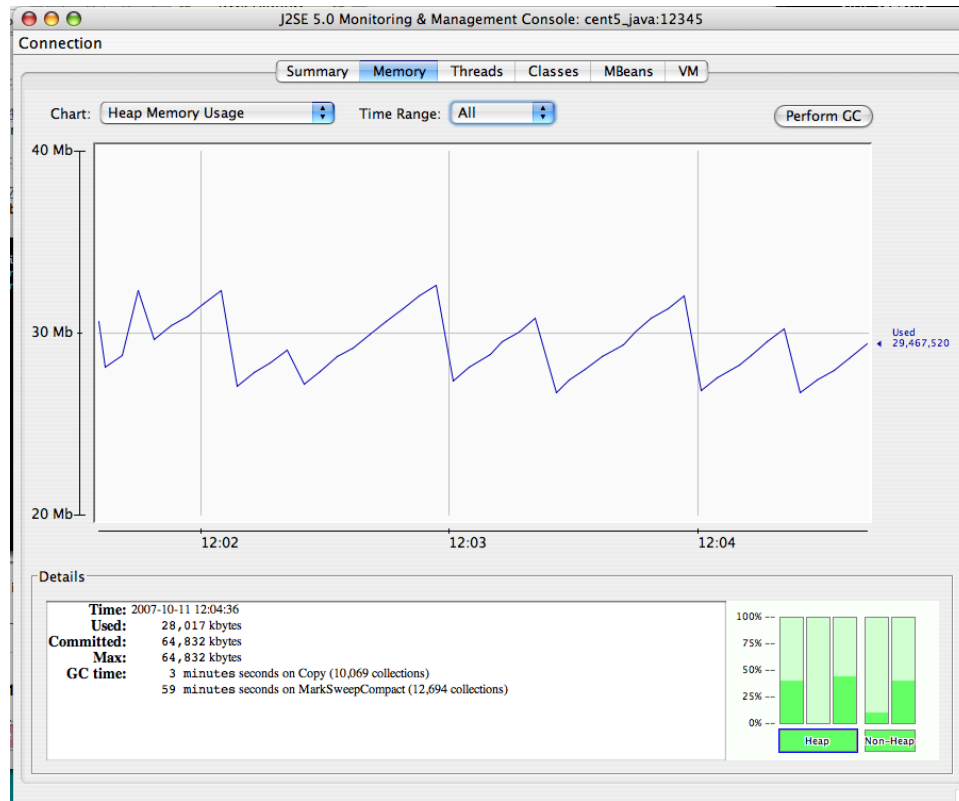 J2SE 5.0 Monitoring & Management Console: cent5_java:12345
Connection
Summary Memory Threads Classes MBeans VM
Chart: Heap Memory Usage Time Range: All Perform GC
40 Mb
30 Mb
20 Mb
Used
29,467,520
12:02 12:03 12:04
Details
Time: 2007-10-11 12:04:36
Used: 28,017 kbytes
Committed: 64,832 kbytes
Max: 64,832 kbytes
GC time: 3 minutes seconds on Copy (10,069 collections)
59 minutes seconds on MarkSweepCompact (12,694 collections)
100% --
75% --
50% --
25% --
0% --
Heap Non-Heap